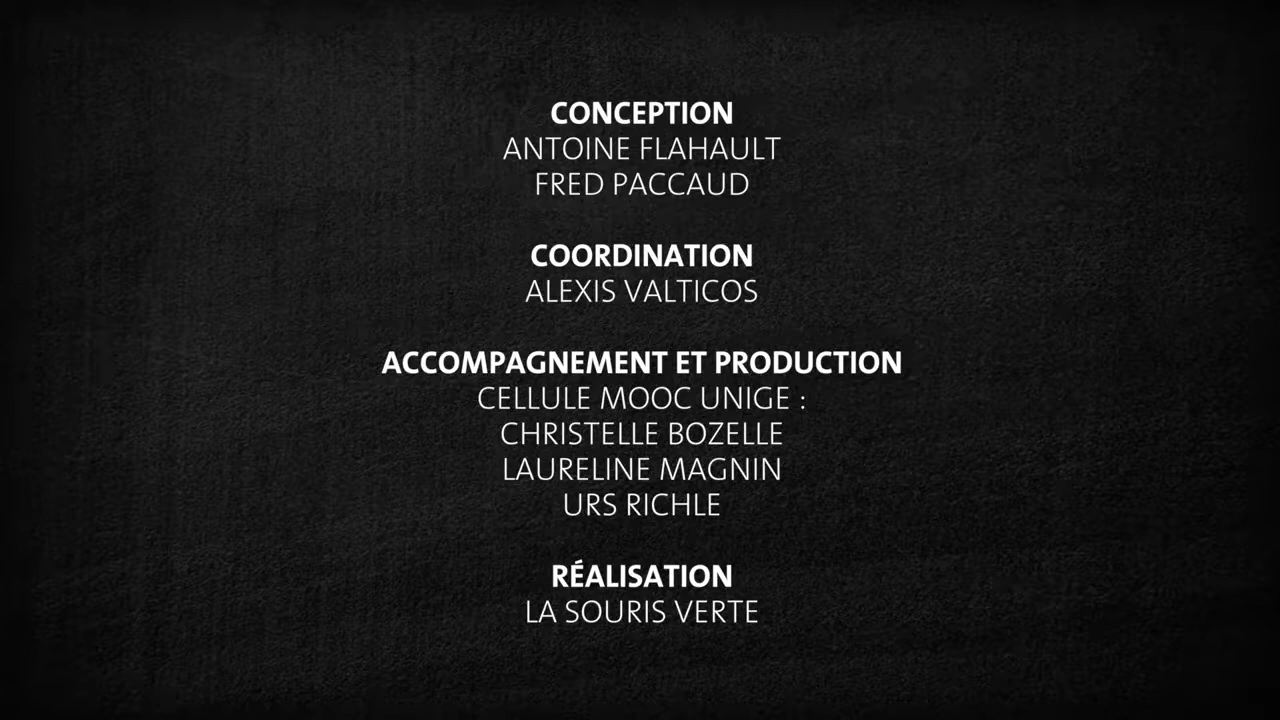 CONCEPTION
ANTOINE FLAHAULT
FRED PACCAUD
COORDINATION
ALEXIS VALTICOS
ACCOMPAGNEMENT ET PRODUCTION
CELLULE MOOC UNIGE :
CHRISTELLE BOZELLE
LAURELINE MAGNIN
URS RICHLE
RÉALISATION
LA SOURIS VERTE